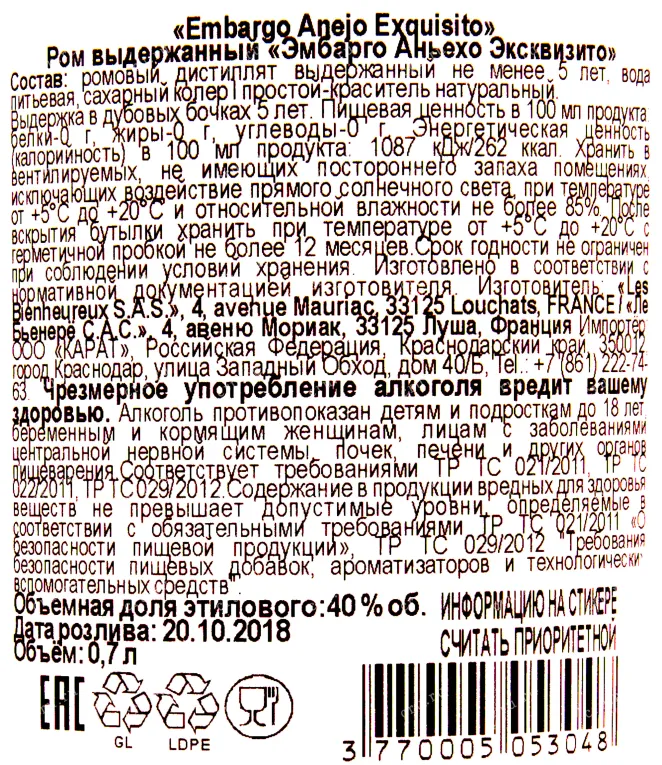 «Embargo Anejo Exquisito»
Ром выдержанный «Эмбарго Аньехо Эксквизито»
Состав: ромовый дистиллят выдержанный не менее 5 лет, вода
питьевая, сахарный колер I простой-краситель натуральный.
Выдержка в дубовых бочках 5 лет. Пищевая ценность в 100 мл продукта:
белки-0 г, жиры-0 г, углеводы-0 г. Энергетическая ценность
(калорийность) в 100 мл продукта: 1087 кДж/262 ккал. Хранить в
вентилируемых, не имеющих постороннего запаха помещениях,
исключающих воздействие прямого солнечного света, при температуре
от +5°С до +20°С и относительной влажности не более 85%. После
вскрытия бутылки хранить при температуре от +5°С до +20°С с
герметичной пробкой не более 12 месяцев.Срок годности не ограничен
при соблюдении условий хранения. Изготовлено в соответствии с
нормативной документацией изготовителя. Изготовитель: «Les
Bienheureux S.A.S.», 4, avenue Mauriac, 33125 Louchats, FRANCE / «Ле
Бьенере С.А.С.», 4, авеню Мориак, 33125 Луша, Франция Импортер:
ООО «КАРАТ», Российская Федерация, Краснодарский край, 350012,
город Краснодар, улица Западный Обход, дом 40/Б, Tel.: +7 (861) 222-74-
63. Чрезмерное употребление алкоголя вредит вашему
здоровью. Алкоголь противопоказан детям и подросткам до 18 лет,
беременным и кормящим женщинам, лицам с заболеваниями
центральной нервной системы, почек, печени и других органов
пищеварения.Соответствует требованиями ТР ТС 021/2011, ТР ТС
022/2011, ТР ТС 029/2012.Содержание в продукции вредных для здоровья
веществ не превышает допустимые уровни, определяемые в
соответствии с обязательными требованиями ТР ТС 021/2011 «О
безопасности пищевой продукции», ТР ТС 029/2012 "Требования
безопасности пищевых добавок, ароматизаторов и технологических
вспомогательных средств".
Объемная доля этилового: 40 % об.
Дата розлива: 20.10.2018
Объём: 0,7 л
ИНФОРМАЦИЮ НА СТИКЕРЕ
СЧИТАТЬ ПРИОРИТЕТНОЙ
EAC
GL
LDPE
3 770005 053048